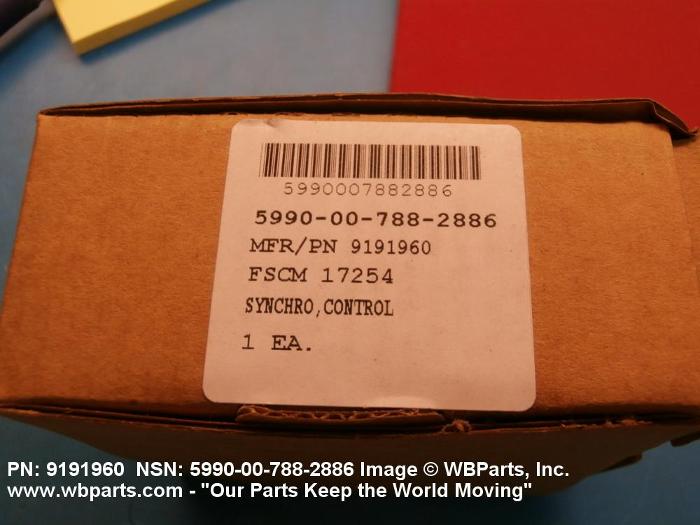 5990007882886
5990-00-788-2886
MFR/PN 9191960
FSCM 17254
SYNCHRO,CONTROL
1 EA.
PN: 9191960 NSN: 5990-00-788-2886 Image © WBParts, Inc.
www.wbparts.com - "Our Parts Keep the World Moving"